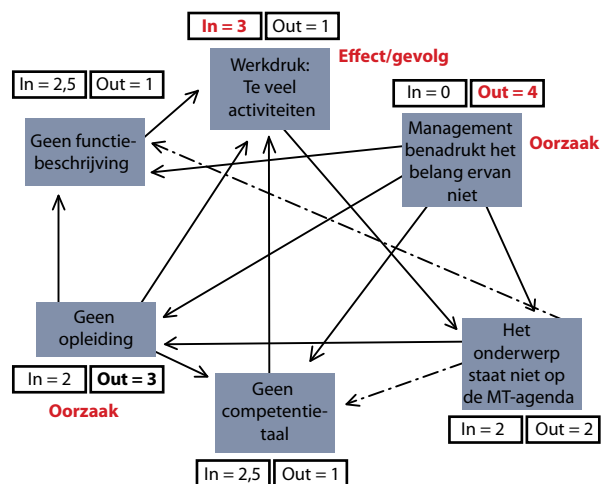 In = 3 Out = 1
Werkdruk:
Te veel
activiteiten
Effect/gevolg
In = 2,5 Out = 1
Geen functie-
beschrijving
In = 0 Out = 4
Management
benadrukt het
belang ervan
niet
Oorzaak
Geen
opleiding
In = 2 Out = 3
Oorzaak
Geen
competentie-
taal
In = 2,5 Out = 1
Het
onderwerp
staat niet op
de MT-agenda
In = 2 Out = 2